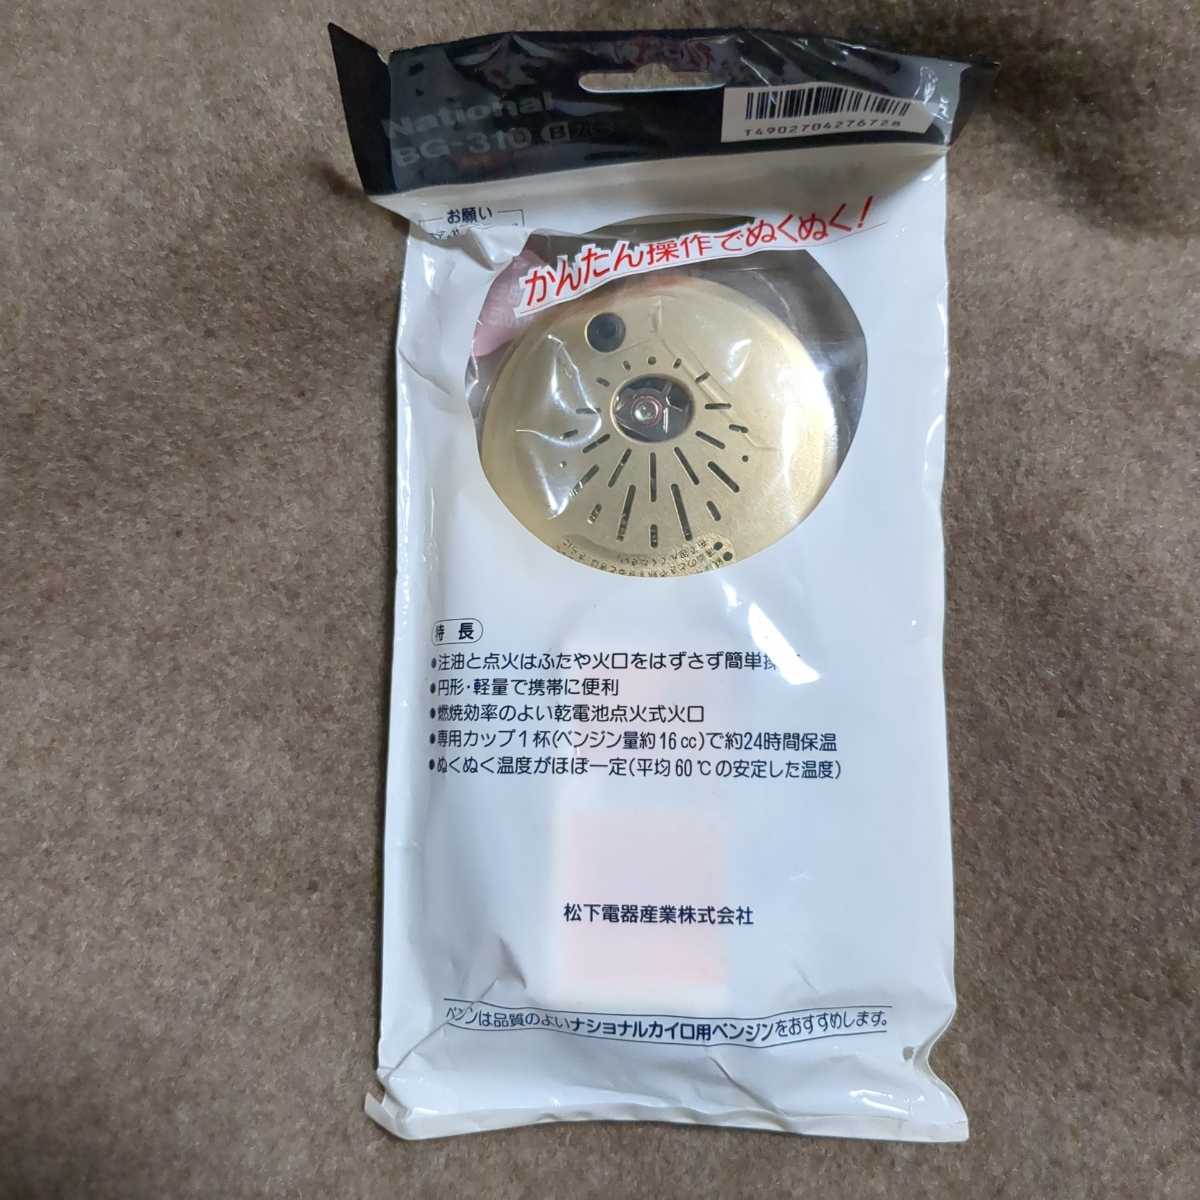 National
BG-310 B
T4902704276728
お願い
かんたん操作でぬくぬく!
特長
●注油と点火はふたや火口をはずさず簡単操
●円形・軽量で携帯に便利
●燃焼効率のよい乾電池点火式火口
●専用カップ1杯(ベンジン量約16cc)で約24時間保温
●ぬくぬく温度がほぼ一定(平均60℃の安定した温度)
松下電器産業株式会社
ベンジンは品質のよいナショナルカイロ用ベンジンをおすすめします。